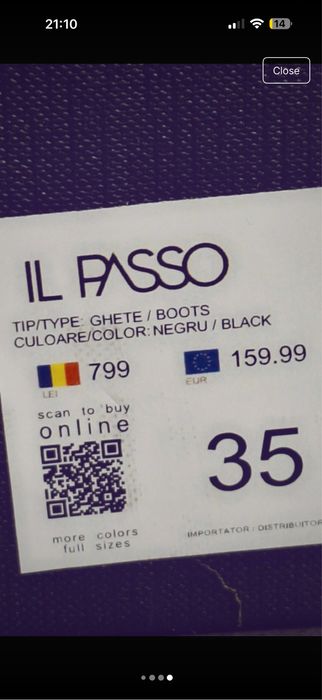 21:10
14
Close
IL PASSO
TIP/TYPE: GHETE / BOOTS
CULOARE/COLOR: NEGRU / BLACK
799
159.99
LEI
EUR
scan to buy
online
35
more colors
full sizes
IMPORTATOR / DISTRIBUITOR